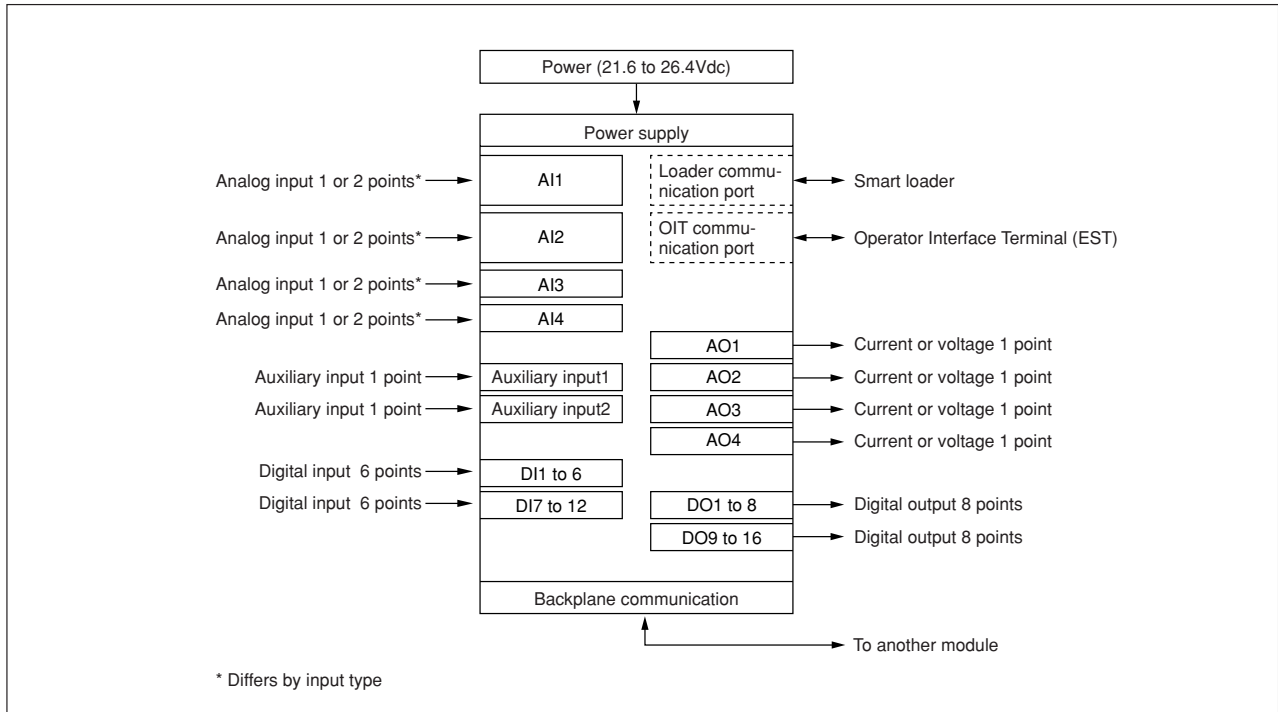 Power (21.6 to 26.4Vdc)
Power supply
Analog input 1 or 2 points*
AI1
Loader commu-
nication port
Smart loader
Analog input 1 or 2 points*
AI2
OIT commu-
nication port
Operator Interface Terminal (EST)
Analog input 1 or 2 points*
AI3
Analog input 1 or 2 points*
AI4
AO1
Current or voltage 1 point
Auxiliary input 1 point
Auxiliary input1
AO2
Current or voltage 1 point
Auxiliary input 1 point
Auxiliary input2
AO3
Current or voltage 1 point
AO4
Current or voltage 1 point
Digital input 6 points
DI1 to 6
Digital input 6 points
DI7 to 12
DO1 to 8
Digital output 8 points
DO9 to 16
Digital output 8 points
Backplane communication
To another module
* Differs by input type